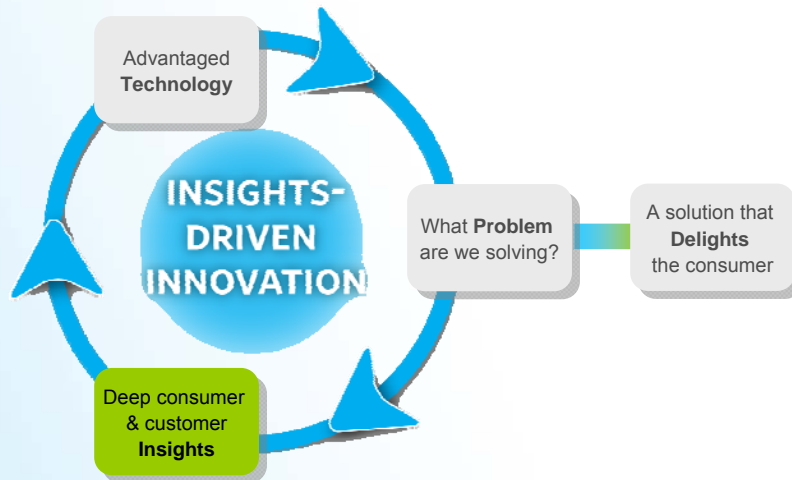 Advantaged
Technology
INSIGHTS-
DRIVEN
INNOVATION
What Problem
are we solving?
A solution that
Delights
the consumer
Deep consumer
& customer
Insights